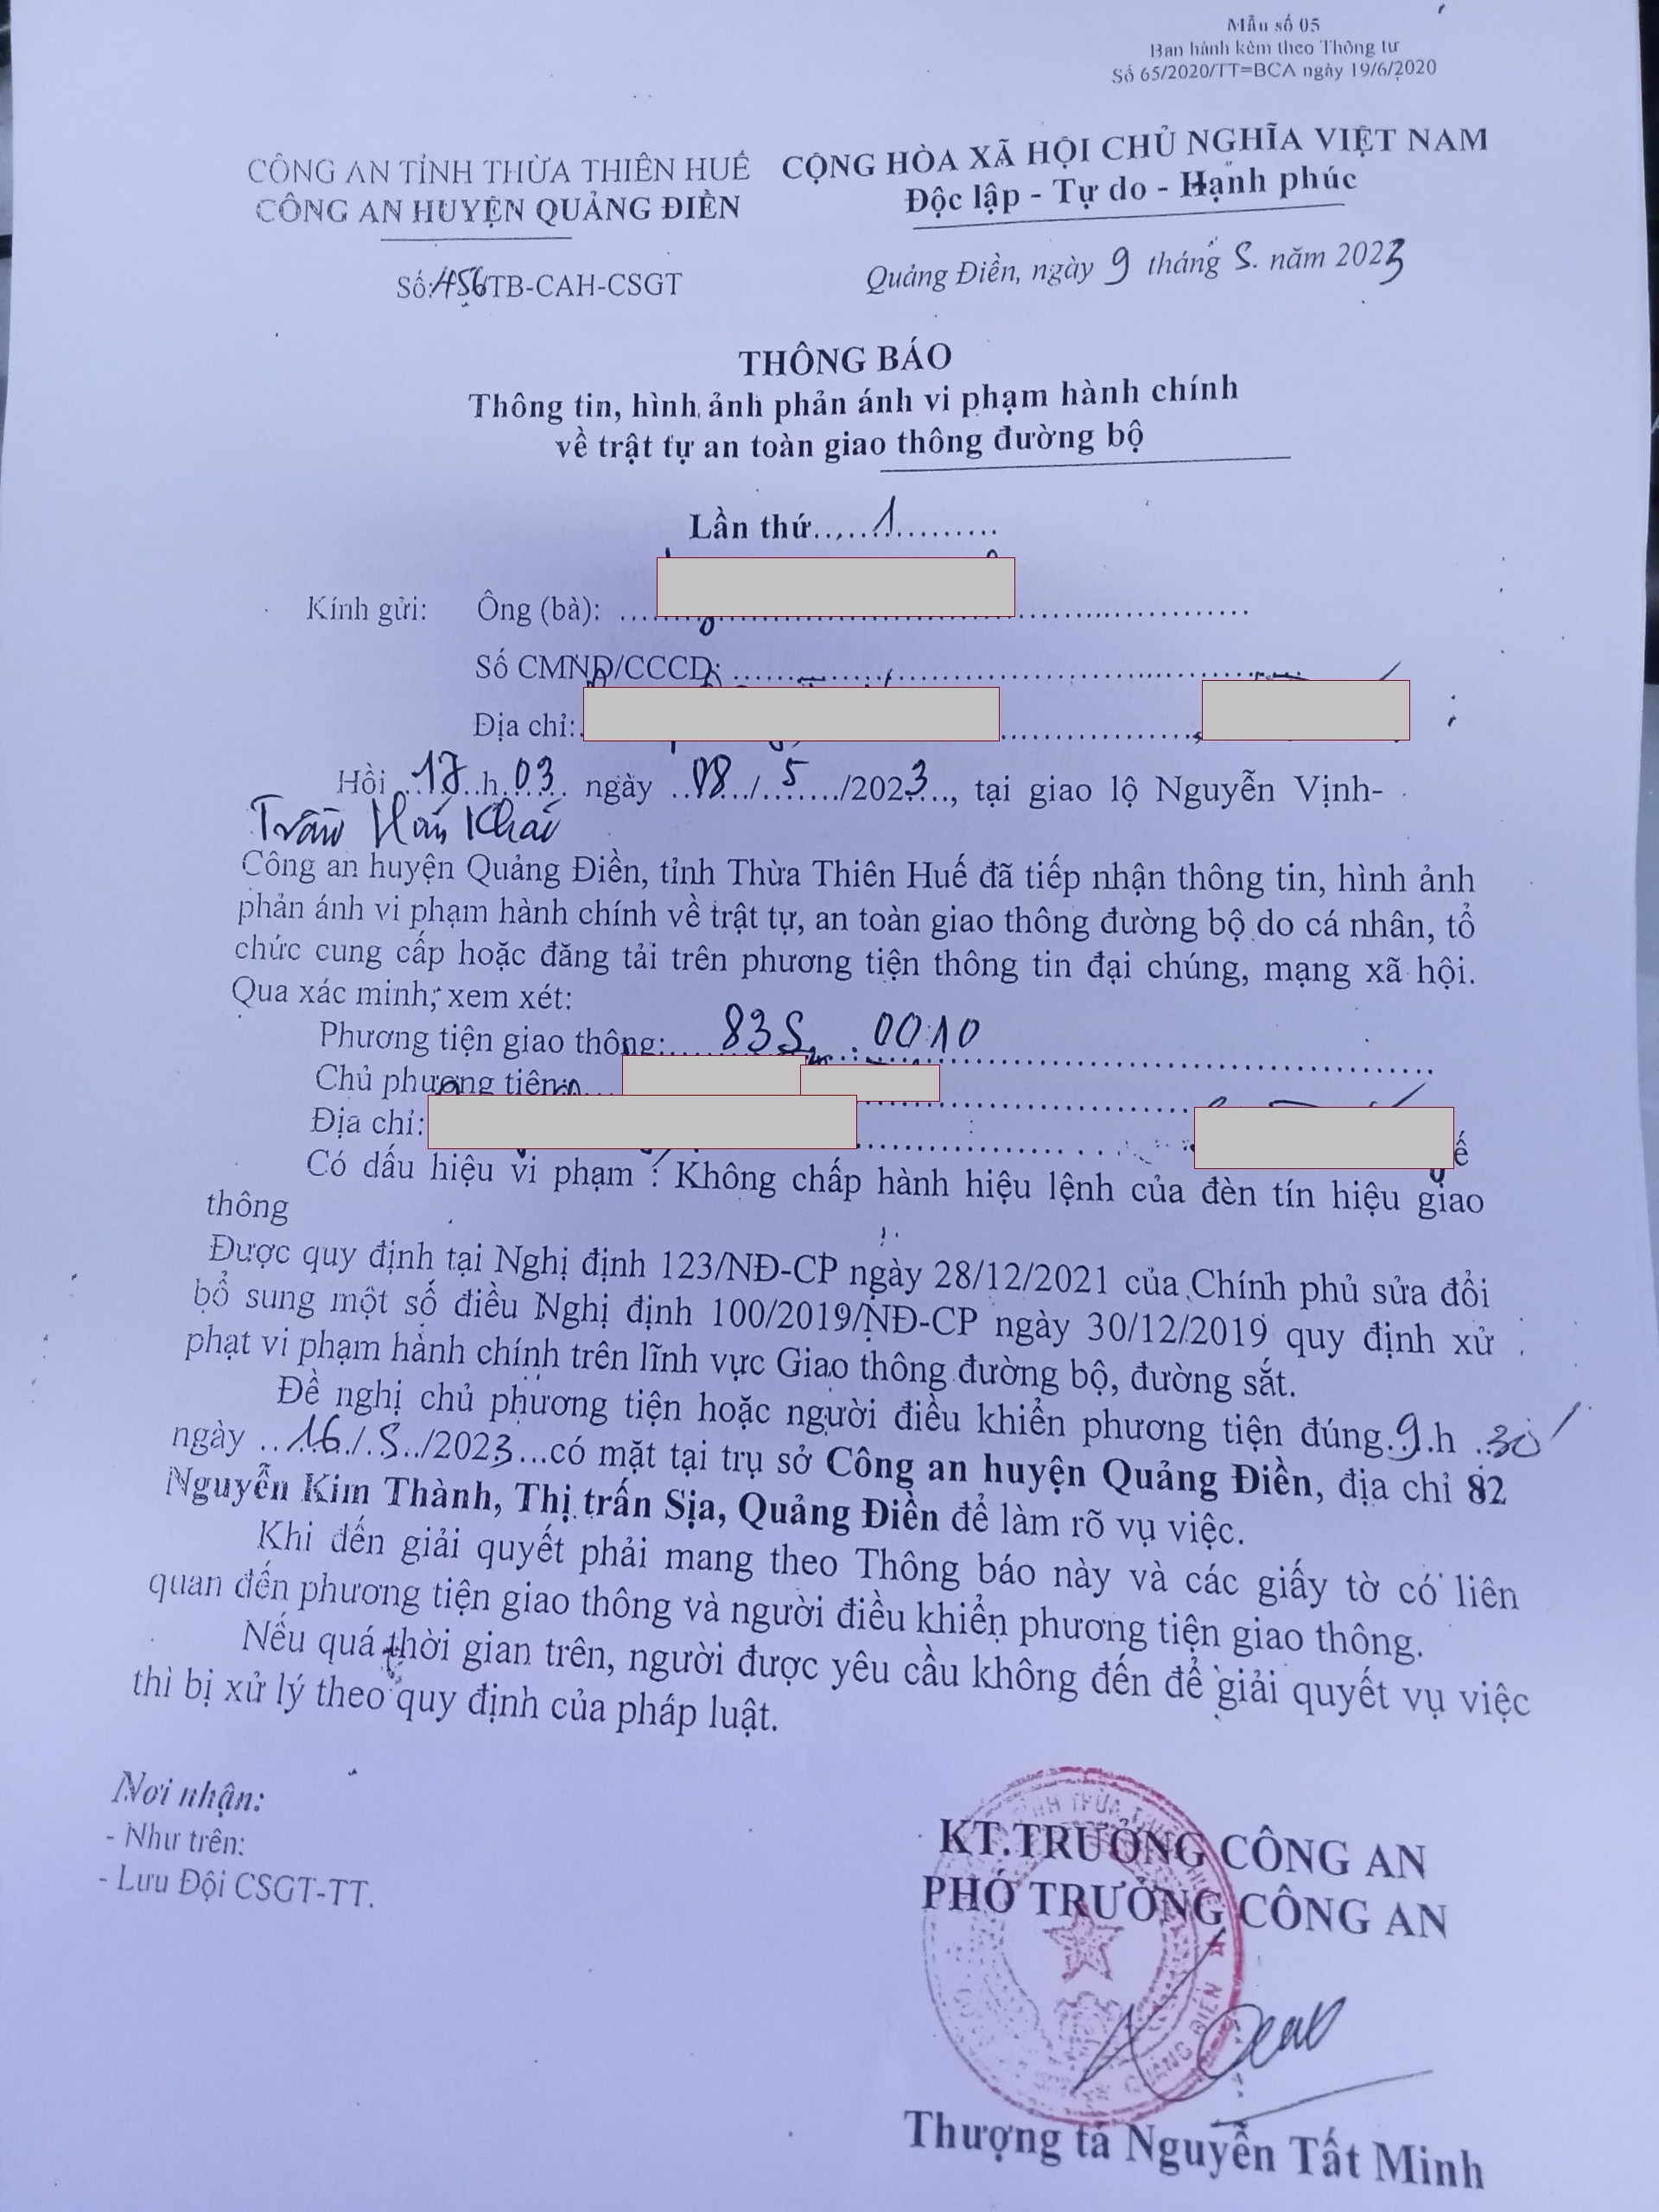 Mẫu số 05
Ban hành kèm theo Thông tư
Số 65/2020/TT=BCA ngày 19/6/2020
CÔNG AN TỈNH THỪA THIÊN HUẾ
CÔNG AN HUYỆN QUẢNG ĐIỀN
CỘNG HÒA XÃ HỘI CHỦ NGHĨA VIỆT NAM
Độc lập - Tự do - Hạnh phúc
Số:456TB-CAH-CSGT
Quảng Điền, ngày 9 tháng 5. năm 2023
THÔNG BÁO
Thông tin, hình ảnh phản ánh vi phạm hành chính
về trật tự an toàn giao thông đường bộ
Lần thứ.....1.........
Kính gửi: Ông (bà): ....
Số CMND/CCCD:
Địa chỉ:
Hồi 17 h 03 ngày 08/5/2023, tại giao lộ Nguyễn Vịnh-
Trần Khải
Công an huyện Quảng Điền, tỉnh Thừa Thiên Huế đã tiếp nhận thông tin, hình ảnh
phản ánh vi phạm hành chính về trật tự, an toàn giao thông đường bộ do cá nhân, tổ
chức cung cấp hoặc đăng tải trên phương tiện thông tin đại chúng, mạng xã hội.
Qua xác minh, xem xét:
Phương tiện giao thông: 83S 0010
Chủ phương tiện
Địa chỉ:
Có dấu hiệu vi phạm : Không chấp hành hiệu lệnh của đèn tín hiệu giao
thông
Được quy định tại Nghị định 123/NĐ-CP ngày 28/12/2021 của Chính phủ sửa đổi
bổ sung một số điều Nghị định 100/2019/NĐ-CP ngày 30/12/2019 quy định xử
phạt vi phạm hành chính trên lĩnh vực Giao thông đường bộ, đường sắt.
Đề nghị chủ phương tiện hoặc người điều khiển phương tiện đúng.9.h .30
ngày ..16./.5../2023...có mặt tại trụ sở Công an huyện Quảng Điền, địa chỉ 82
Nguyễn Kim Thành, Thị trấn Sịa, Quảng Điền để làm rõ vụ việc.
Khi đến giải quyết phải mang theo Thông báo này và các giấy tờ có liên
quan đến phương tiện giao thông và người điều khiển phương tiện giao thông.
Nếu quá thời gian trên, người được yêu cầu không đến để giải quyết vụ việc
thì bị xử lý theo quy định của pháp luật.
Nơi nhận:
- Như trên:
- Lưu Đội CSGT-TT.
KT.TRƯỞNG CÔNG AN
PHÓ TRƯỞNG CÔNG AN
Thượng tá Nguyễn Tất Minh